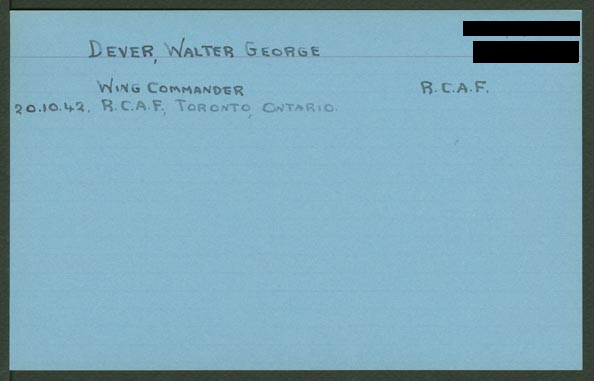 DEVER, WALTER GEORGE
WING COMMANDER R.C.A.F.
20.10.42. R.C.A.F., TORONTO, ONTARIO.